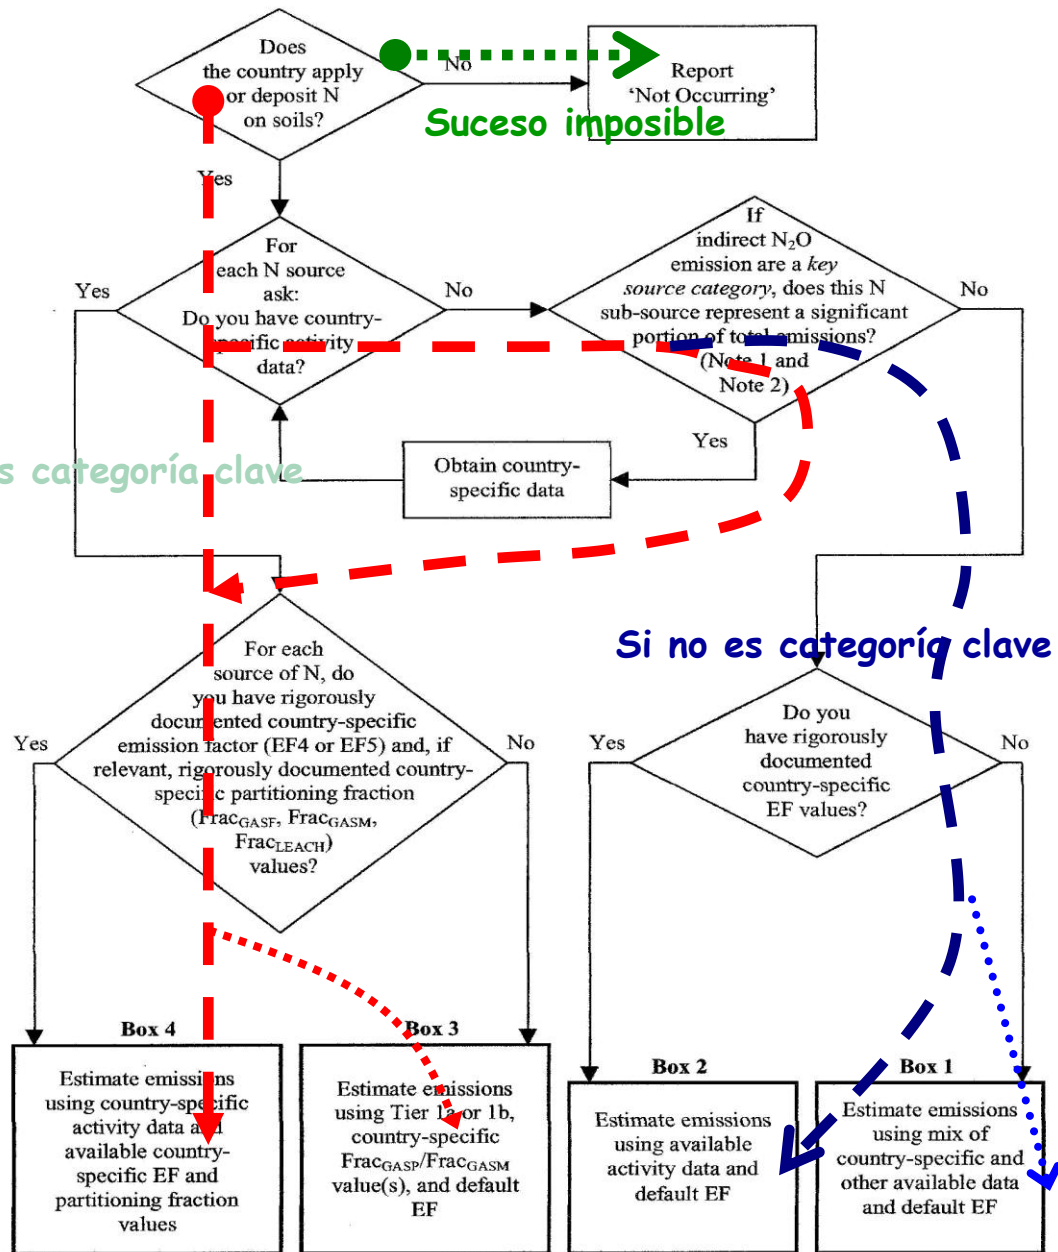 Does
the country apply
or deposit N
on soils?
No
Report
‘Not Occurring’
Suceso imposible
Yes
For
each N source
ask:
Do you have country-
specific activity
data?
Yes
No
If
indirect N₂O
emission are a key
source category, does this N
sub-source represent a significant
portion of total emissions?
(Note 1 and
Note 2)
No
Yes
Obtain country-
specific data
s categoría clave
Si no es categoría clave
For each
source of N, do
you have rigorously
documented country-specific
emission factor (EF4 or EF5) and, if
relevant, rigorously documented country-
specific partitioning fraction
(FracGASF, FracGASM,
FracLEACH)
values?
Yes
No
Do you
have rigorously
documented
country-specific
EF values?
Yes
No
Box 4
Estimate emissions
using country-specific
activity data and
available country-
specific EF and
partitioning fraction
values
Box 3
Estimate emissions
using Tier 1a or 1b,
country-specific
FracGASP/FracGASM
value(s), and default
EF
Box 2
Estimate emissions
using available
activity data and
default EF
Box 1
Estimate emissions
using mix of
country-specific and
other available data
and default EF